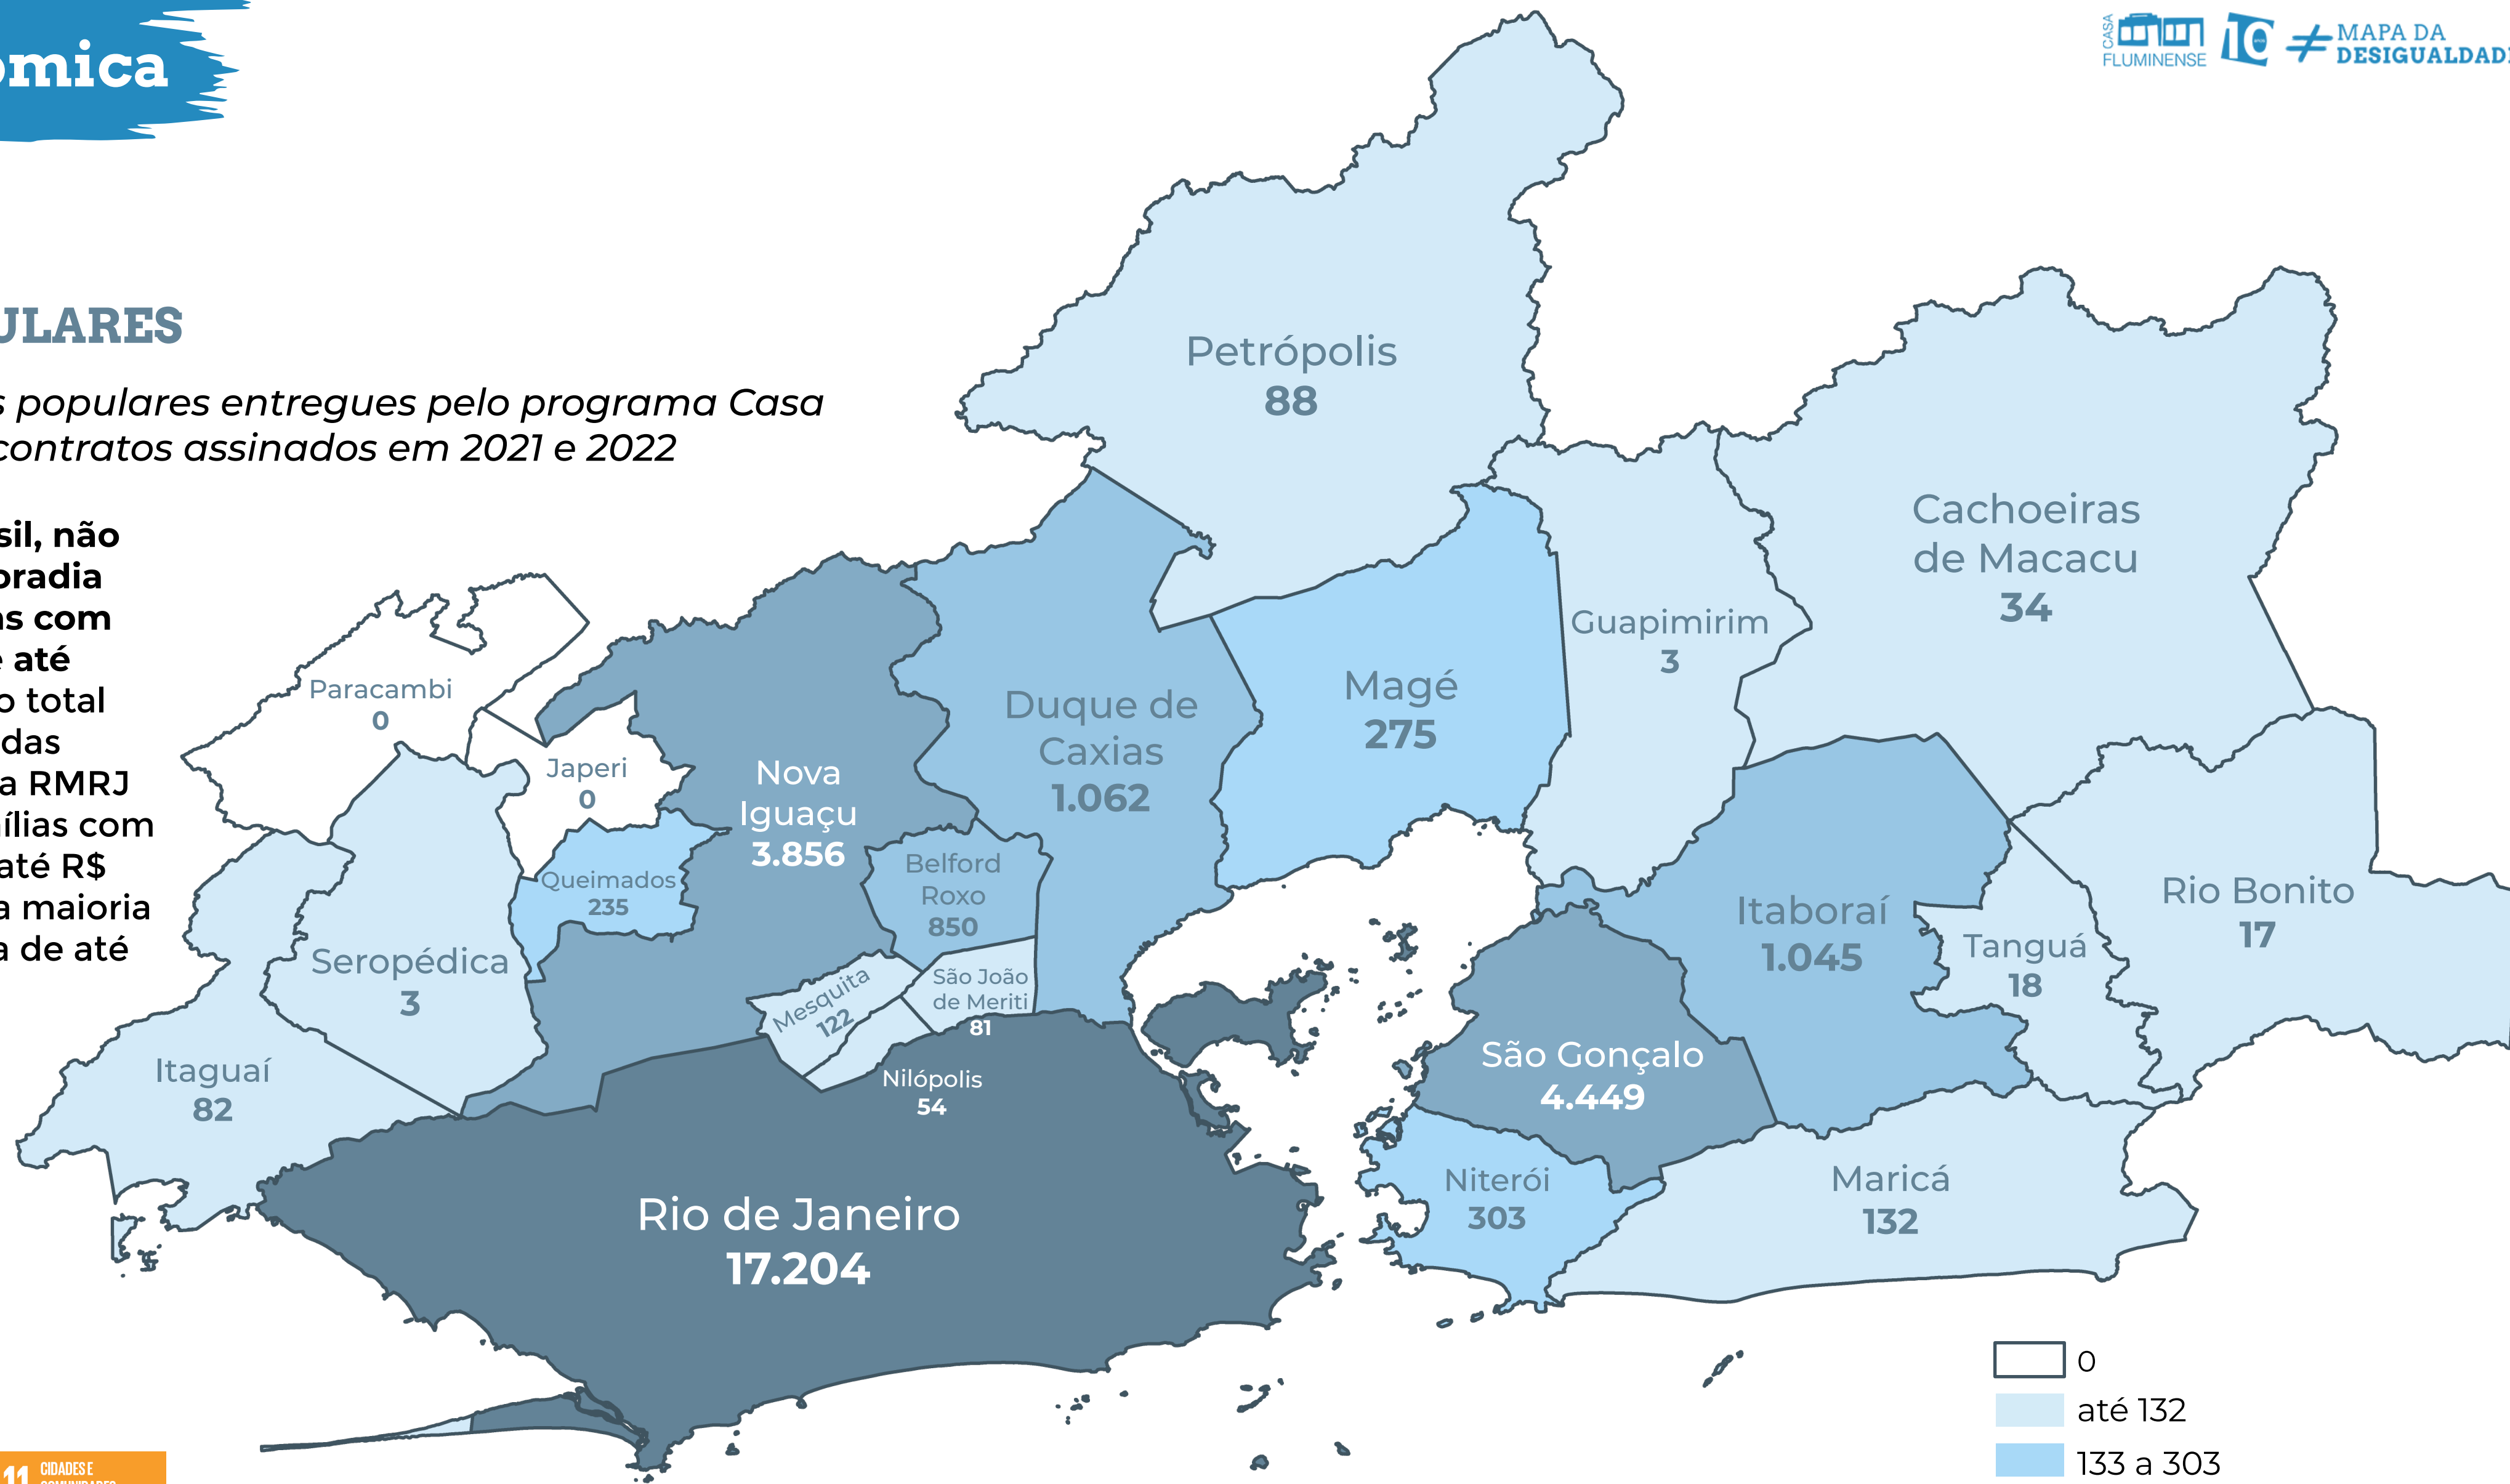 ômica
CASA
FLUMINENSE
10
ANOS
≠ MAPA DA
DESIGUALDADE
ULARES
s populares entregues pelo programa Casa
contratos assinados em 2021 e 2022
sil, não
oradia
as com
e até
o total
das
a RMRJ
ílias com
até R$
a maioria
a de até
Petrópolis
88
Cachoeiras
de Macacu
34
Guapimirim
3
Magé
275
Duque de
Caxias
1.062
Paracambi
0
Japeri
0
Nova
Iguaçu
3.856
Queimados
235
Belford
Roxo
850
Seropédica
3
Mesquita
122
São João
de Meriti
81
Nilópolis
54
Itaguaí
82
Rio de Janeiro
17.204
Itaboraí
1.045
Tanguá
18
Rio Bonito
17
São Gonçalo
4.449
Niterói
303
Maricá
132
0
até 132
133 a 303
11 CIDADES E
COMUNIDADES